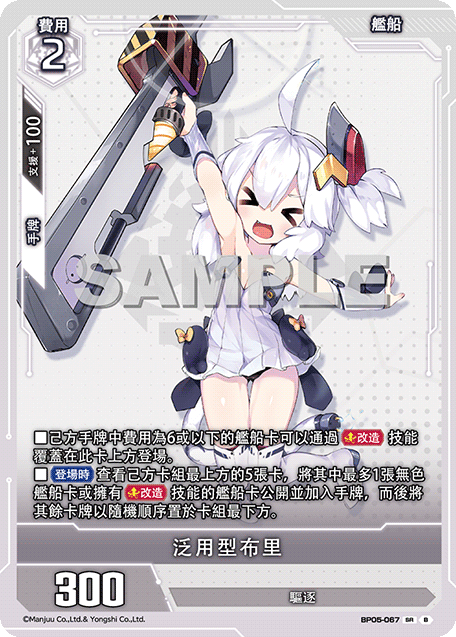 費用
2
艦船
支援+100
手牌
SAMPLE
■己方手牌中費用為6或以下的艦船卡可以通過 改造 技能
覆蓋在此卡上方登場。
■登場時 查看己方卡組最上方的5張卡，將其中最多1張無色
艦船卡或擁有 改造 技能的艦船卡公開並加入手牌，而後將
其餘卡牌以隨機順序置於卡組最下方。
泛用型布里
300
驅逐
©Manjuu Co.,Ltd.& Yongshi Co.,Ltd.
BP05-067 SR B